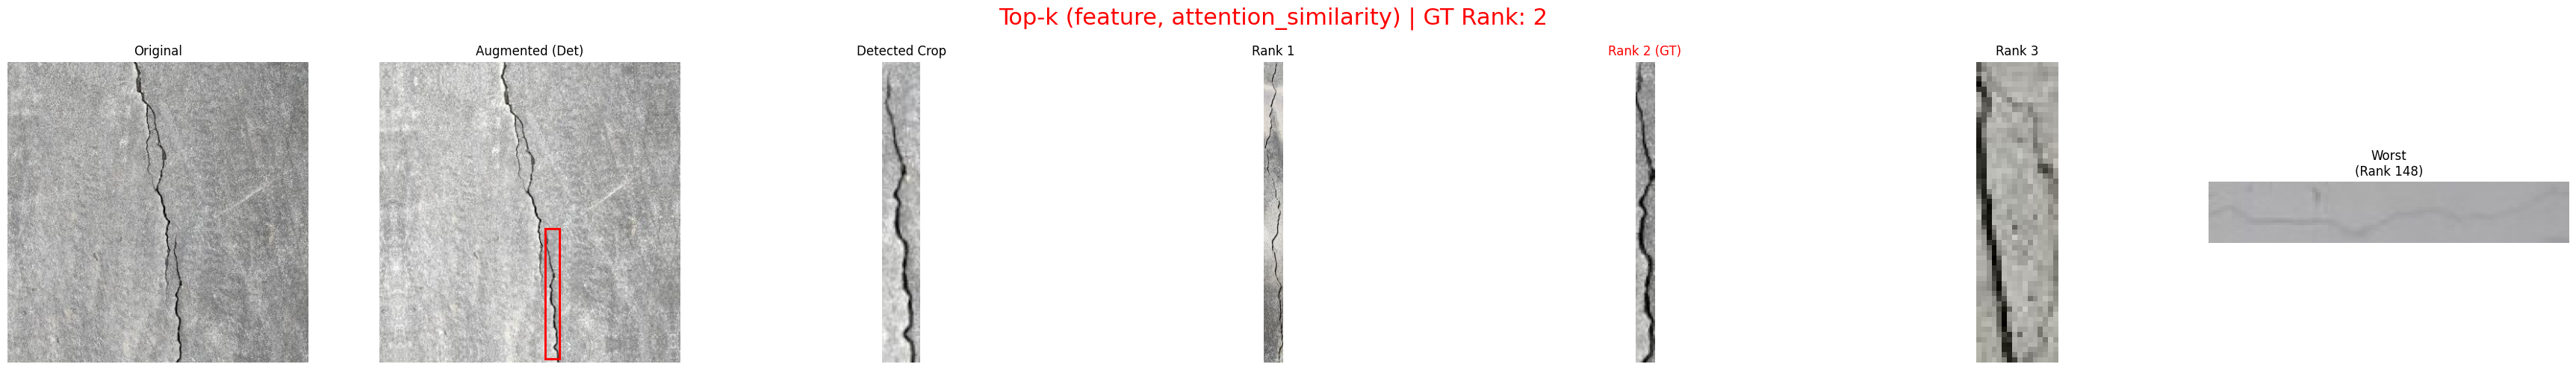 Top-k (feature, attention_similarity) | GT Rank: 2
Original
Augmented (Det)
Detected Crop
Rank 1
Rank 2 (GT)
Rank 3
Worst
(Rank 148)